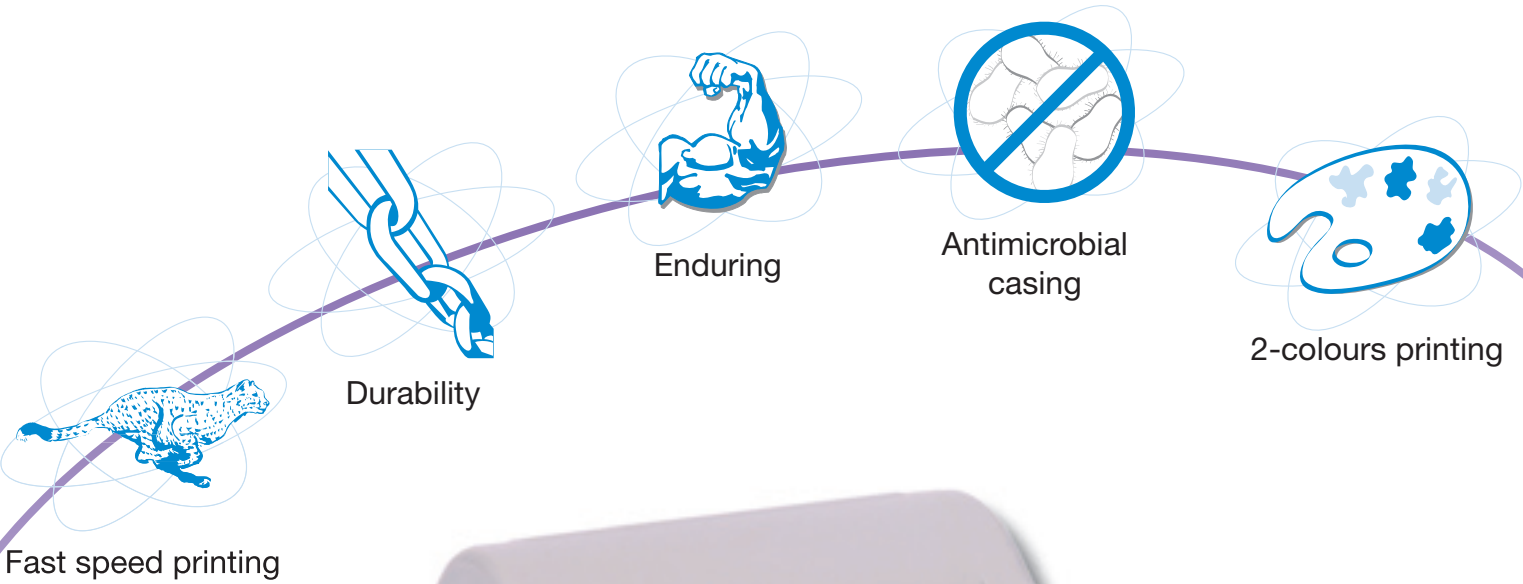 Fast speed printing
Durability
Enduring
Antimicrobial
casing
2-colours printing